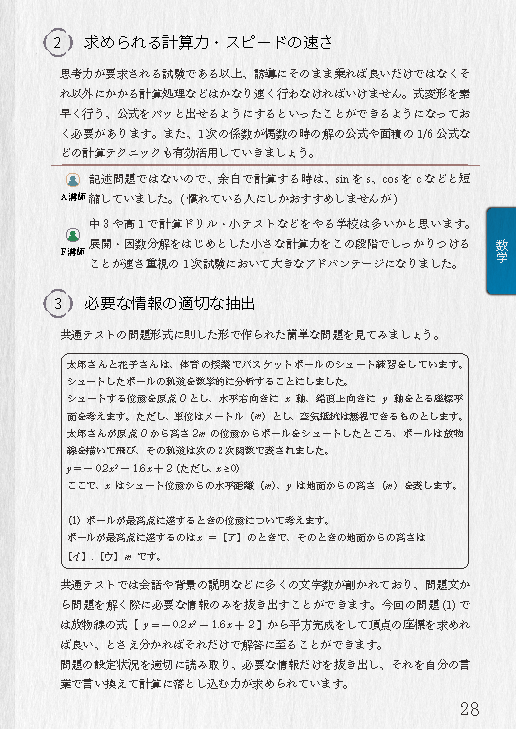 2 求められる計算力・スピードの速さ
思考力が要求される試験である以上、誘導にそのまま乗れば良いだけではなくそ
れ以外にかかる計算処理などはかなり速く行わなければいけません。式変形を素
早く行う、公式をパッと出せるようにするといったことができるようになってお
く必要があります。また、1次の係数が偶数の時の解の公式や面積の1/6公式な
どの計算テクニックも有効活用していきましょう。
記述問題ではないので、余白で計算する時は、sinをs、cosをcなどと短
A講師 縮していました。(慣れている人にしかおすすめしませんが)
中3や高1で計算ドリル・小テストなどをやる学校は多いかと思います。
F講師 展開・因数分解をはじめとした小さな計算力をこの段階でしっかりつける
ことが速さ重視の1次試験において大きなアドバンテージになりました。
数学
3 必要な情報の適切な抽出
共通テストの問題形式に則した形で作られた簡単な問題を見てみましょう。
太郎さんと花子さんは、体育の授業でバスケットボールのシュート練習をしています。
シュートしたボールの軌道を数学的に分析することにしました。
シュートする位置を原点Oとし、水平右向きに x 軸、鉛直上向きに y 軸をとる座標平
面を考えます。ただし、単位はメートル（m）とし、空気抵抗は無視できるものとします。
太郎さんが原点Oから高さ2mの位置からボールをシュートしたところ、ボールは放物
線を描いて飛び、その軌道は次の2次関数で表されました。
y=－0.2x²－1.6x＋2 (ただし x≥0)
ここで、x はシュート位置からの水平距離（m）、y は地面からの高さ（m）を表します。
(1) ボールが最高点に達するときの位置について考えます。
ボールが最高点に達するのは x ＝［ア］のときで、そのときの地面からの高さは
［イ］.［ウ］m です。
共通テストでは会話や背景の説明などに多くの文字数が割かれており、問題文か
ら問題を解く際に必要な情報のみを抜き出すことができます。今回の問題(1)で
は放物線の式［ y＝－0.2x²－1.6x＋2 ］から平方完成をして頂点の座標を求めれ
ば良い、とさえ分かればそれだけで解答に至ることができます。
問題の設定状況を適切に読み取り、必要な情報だけを抜き出し、それを自分の言
葉で言い換えて計算に落とし込む力が求められています。
28